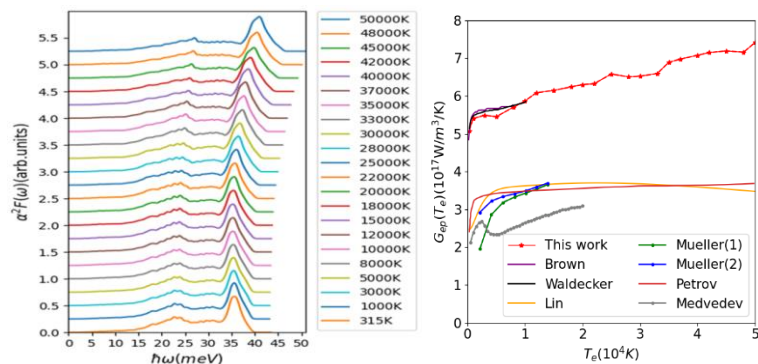 α²F(ω)(arb.units)
5.5
5.0
4.5
4.0
3.5
3.0
2.5
2.0
1.5
1.0
0.5
0.0
0 5 10 15 20 25 30 35 40 45 50
ħω(meV)
50000K
48000K
45000K
42000K
40000K
37000K
35000K
33000K
30000K
28000K
25000K
22000K
20000K
18000K
15000K
12000K
10000K
8000K
5000K
3000K
1000K
315K
G_ep(T_e)(10¹⁷W/m³/K)
8
7
6
5
4
3
2
1
0
This work
Brown
Waldecker
Lin
Mueller(1)
Mueller(2)
Petrov
Medvedev
0 1 2 3 4 5
T_e(10⁴K)